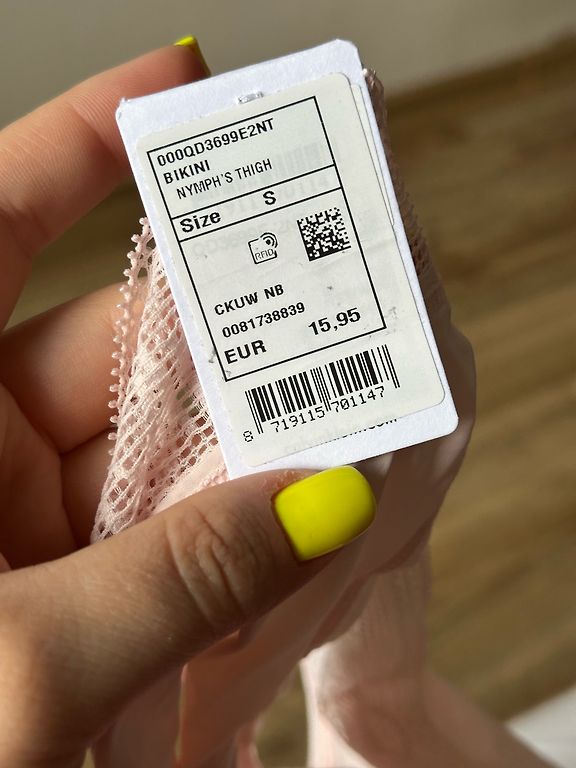 000QD3699E2NT
BIKINI
NYMPH'S THIGH
Size S
RFID
CKUW NB
0081738839
EUR 15,95
8 719115 701147